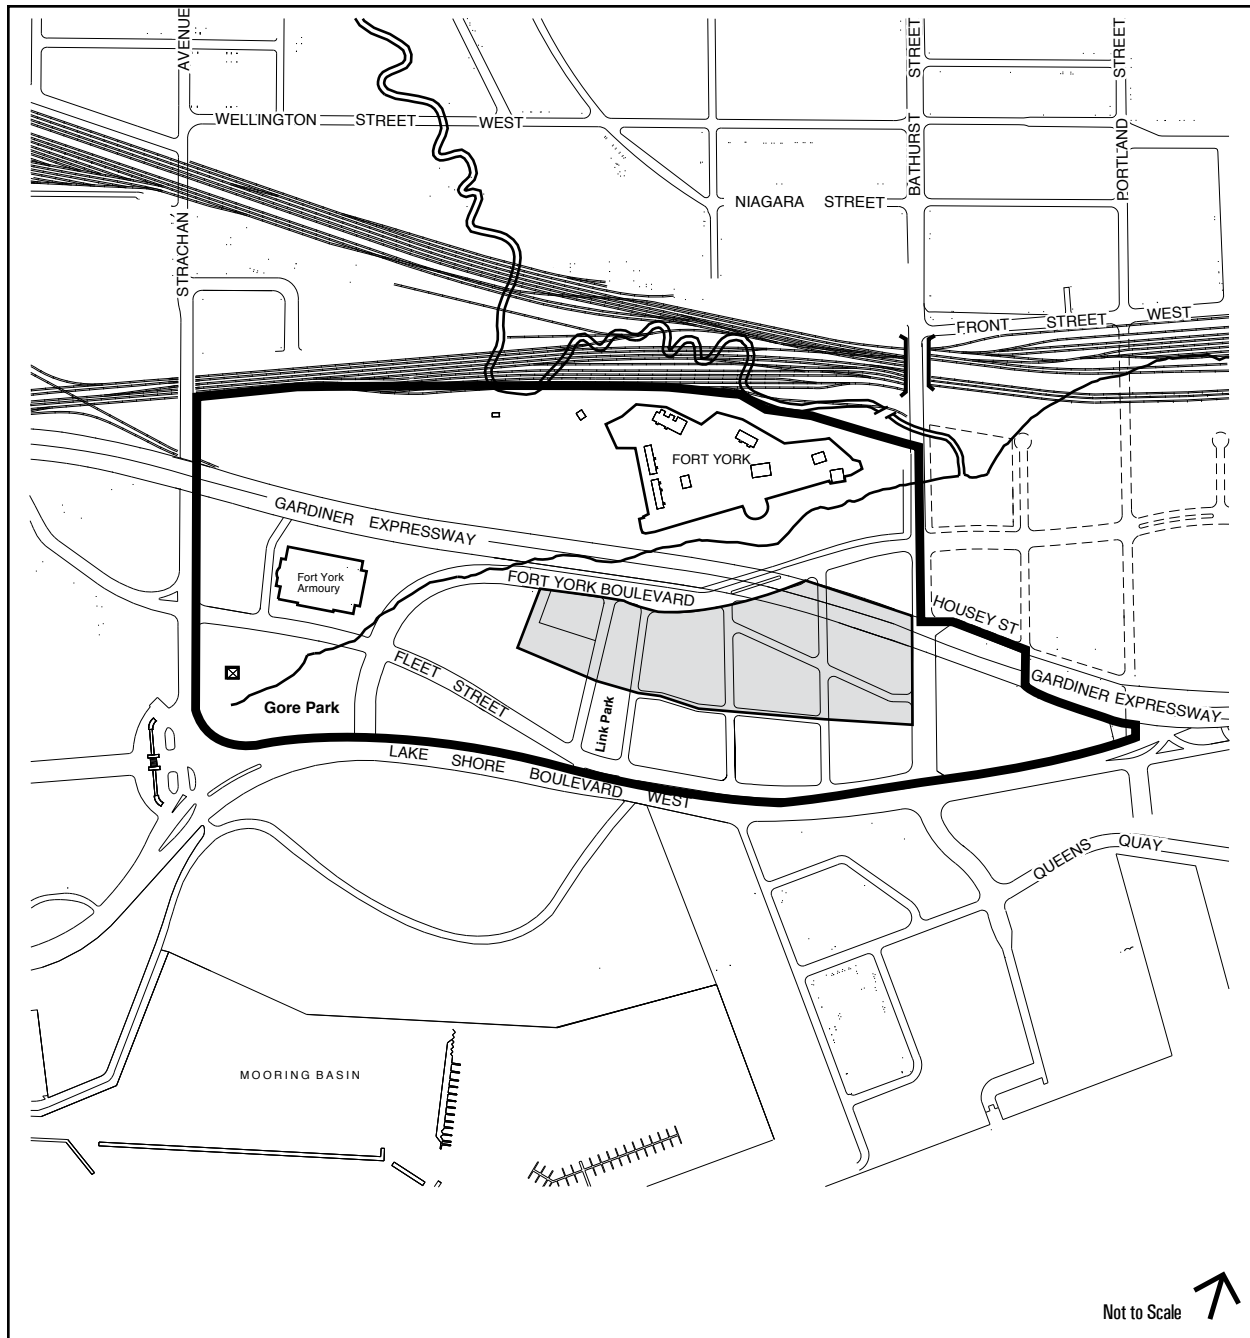 AVENUE
STREET
STREET
WELLINGTON STREET WEST
BATHURST
PORTLAND
NIAGARA STREET
STRACHAN
FRONT STREET WEST
FORT YORK
GARDINER EXPRESSWAY
Fort York
Armoury
FORT YORK BOULEVARD
HOUSEY ST
FLEET STREET
GARDINER EXPRESSWAY
Gore Park
Link Park
LAKE SHORE BOULEVARD WEST
QUEENS QUAY
MOORING BASIN
Not to Scale